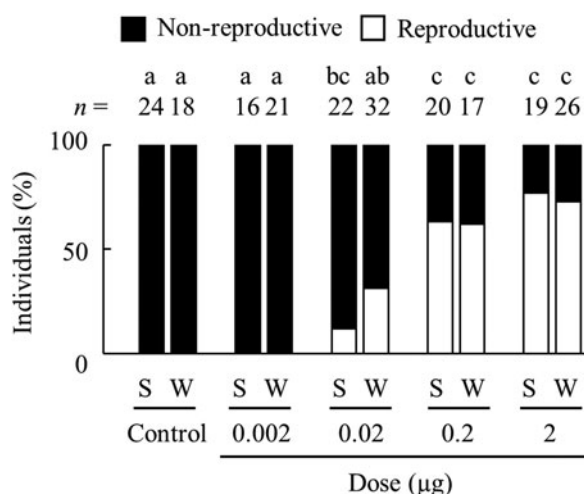 Non-reproductive Reproductive
a a a a bc ab c c c c
n = 24 18 16 21 22 32 20 17 19 26
100
50
0
Individuals (%)
S W S W S W S W S W
Control 0.002 0.02 0.2 2
Dose (µg)